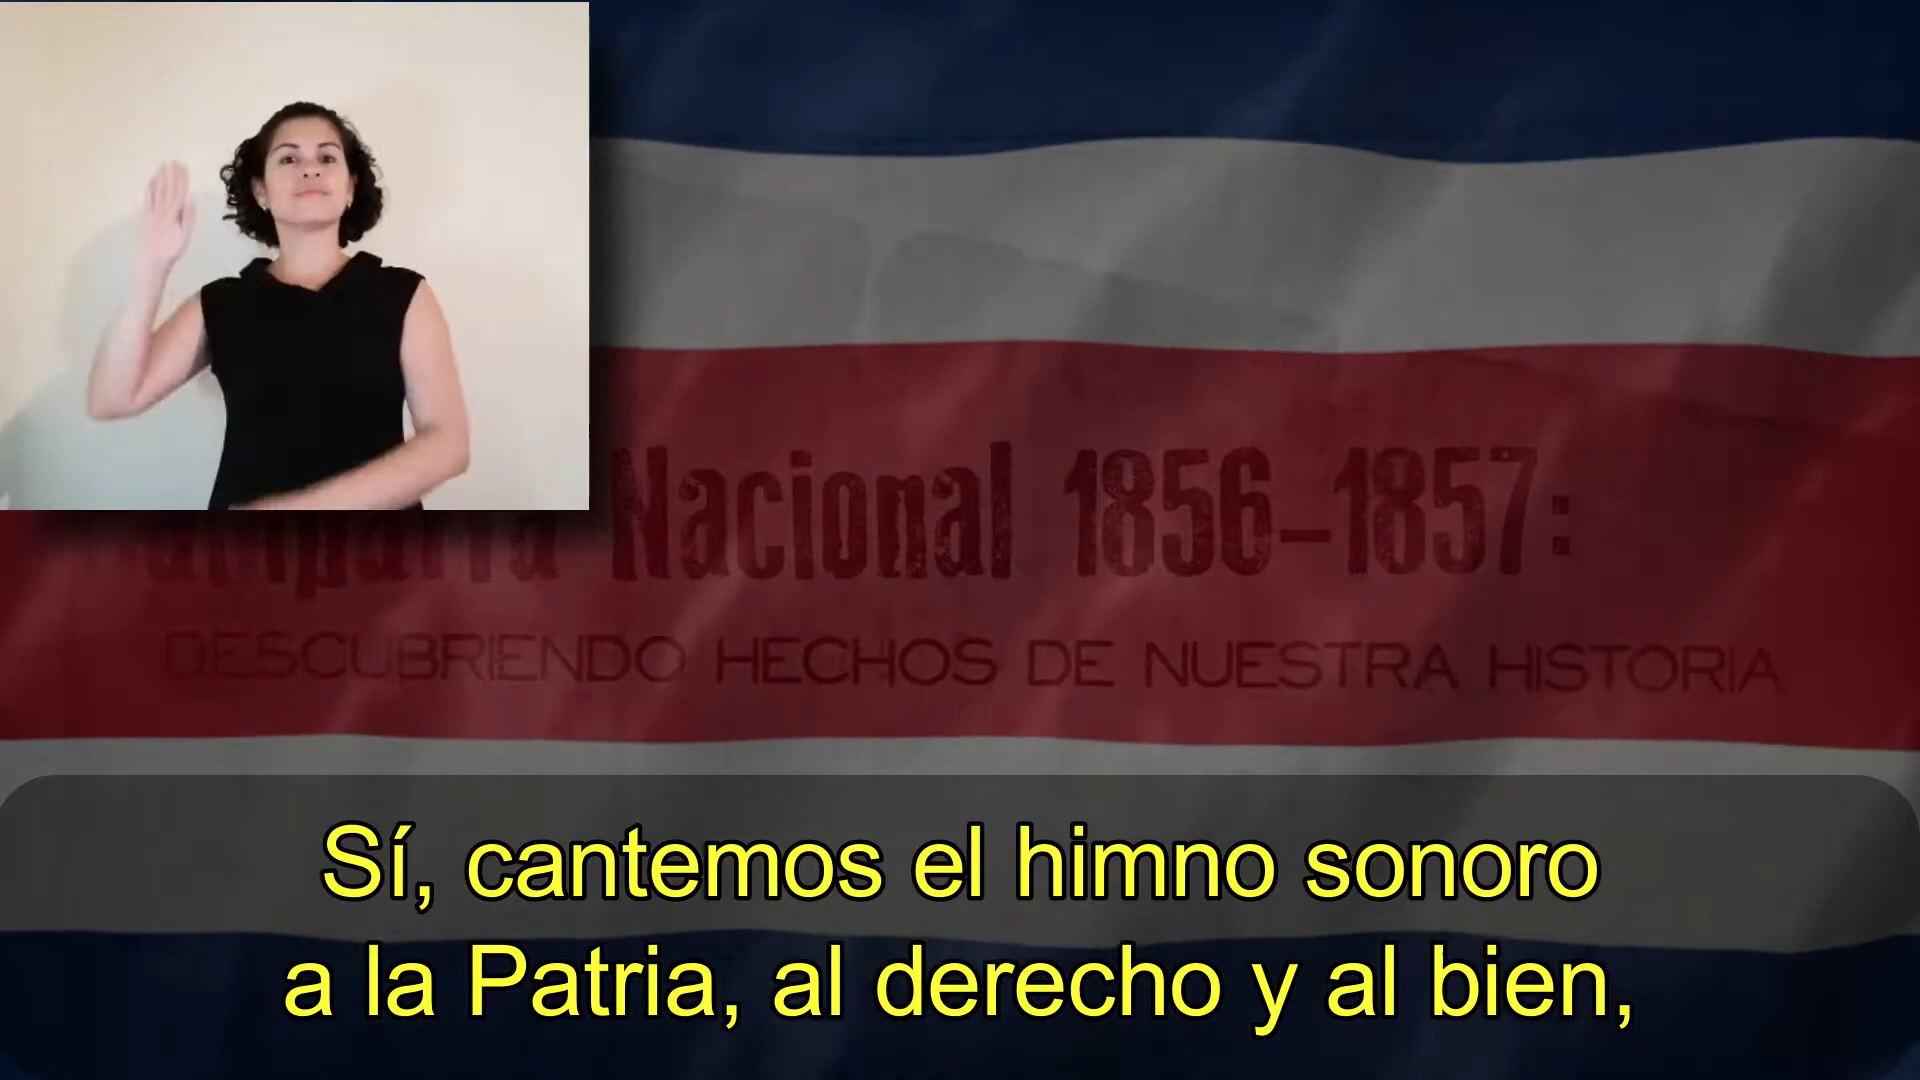 Nacional 1856–1857:
DESCUBRIENDO HECHOS DE NUESTRA HISTORIA
Sí, cantemos el himno sonoro
a la Patria, al derecho y al bien,